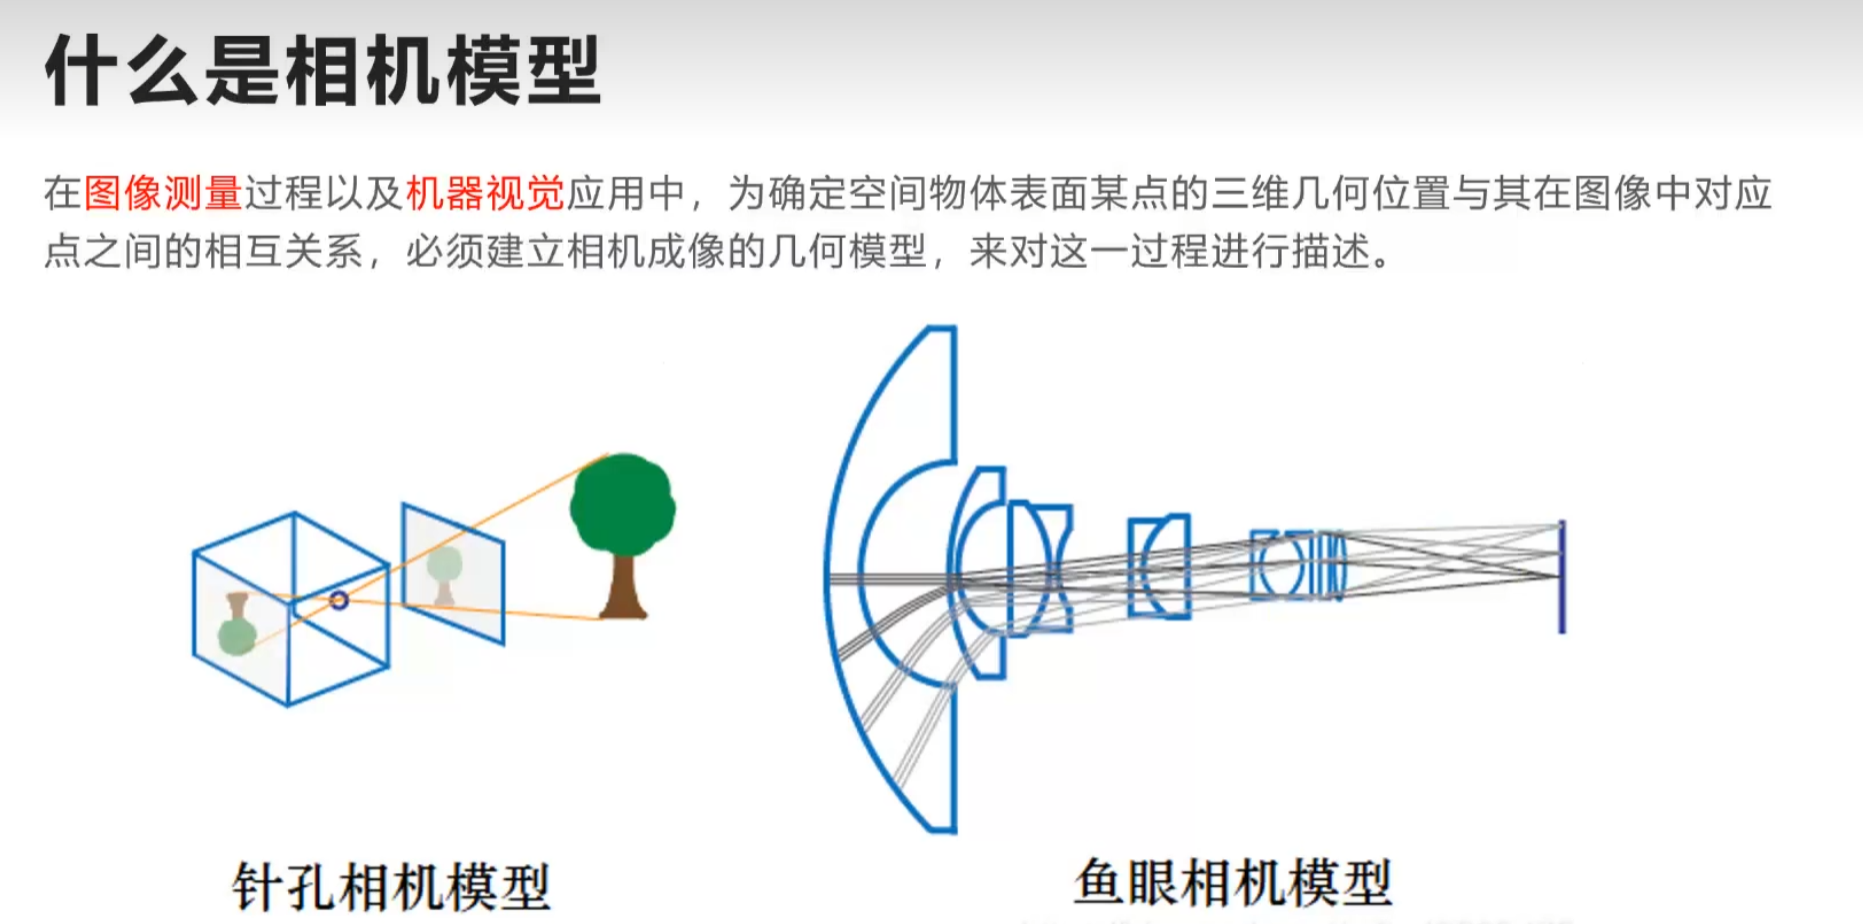 什么是相机模型
在图像测量过程以及机器视觉应用中，为确定空间物体表面某点的三维几何位置与其在图像中对应
点之间的相互关系，必须建立相机成像的几何模型，来对这一过程进行描述。
针孔相机模型
鱼眼相机模型